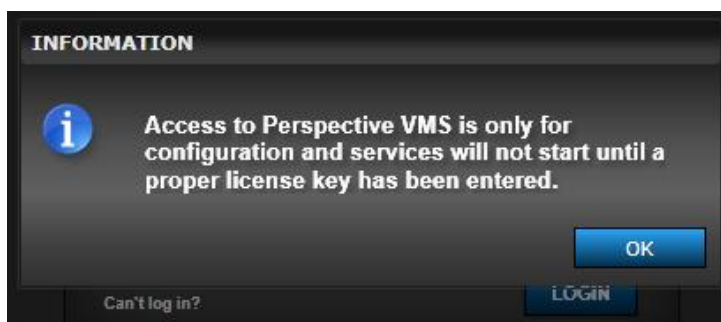 INFORMATION
Access to Perspective VMS is only for
configuration and services will not start until a
proper license key has been entered.
OK
Can't log in?
LOGIN